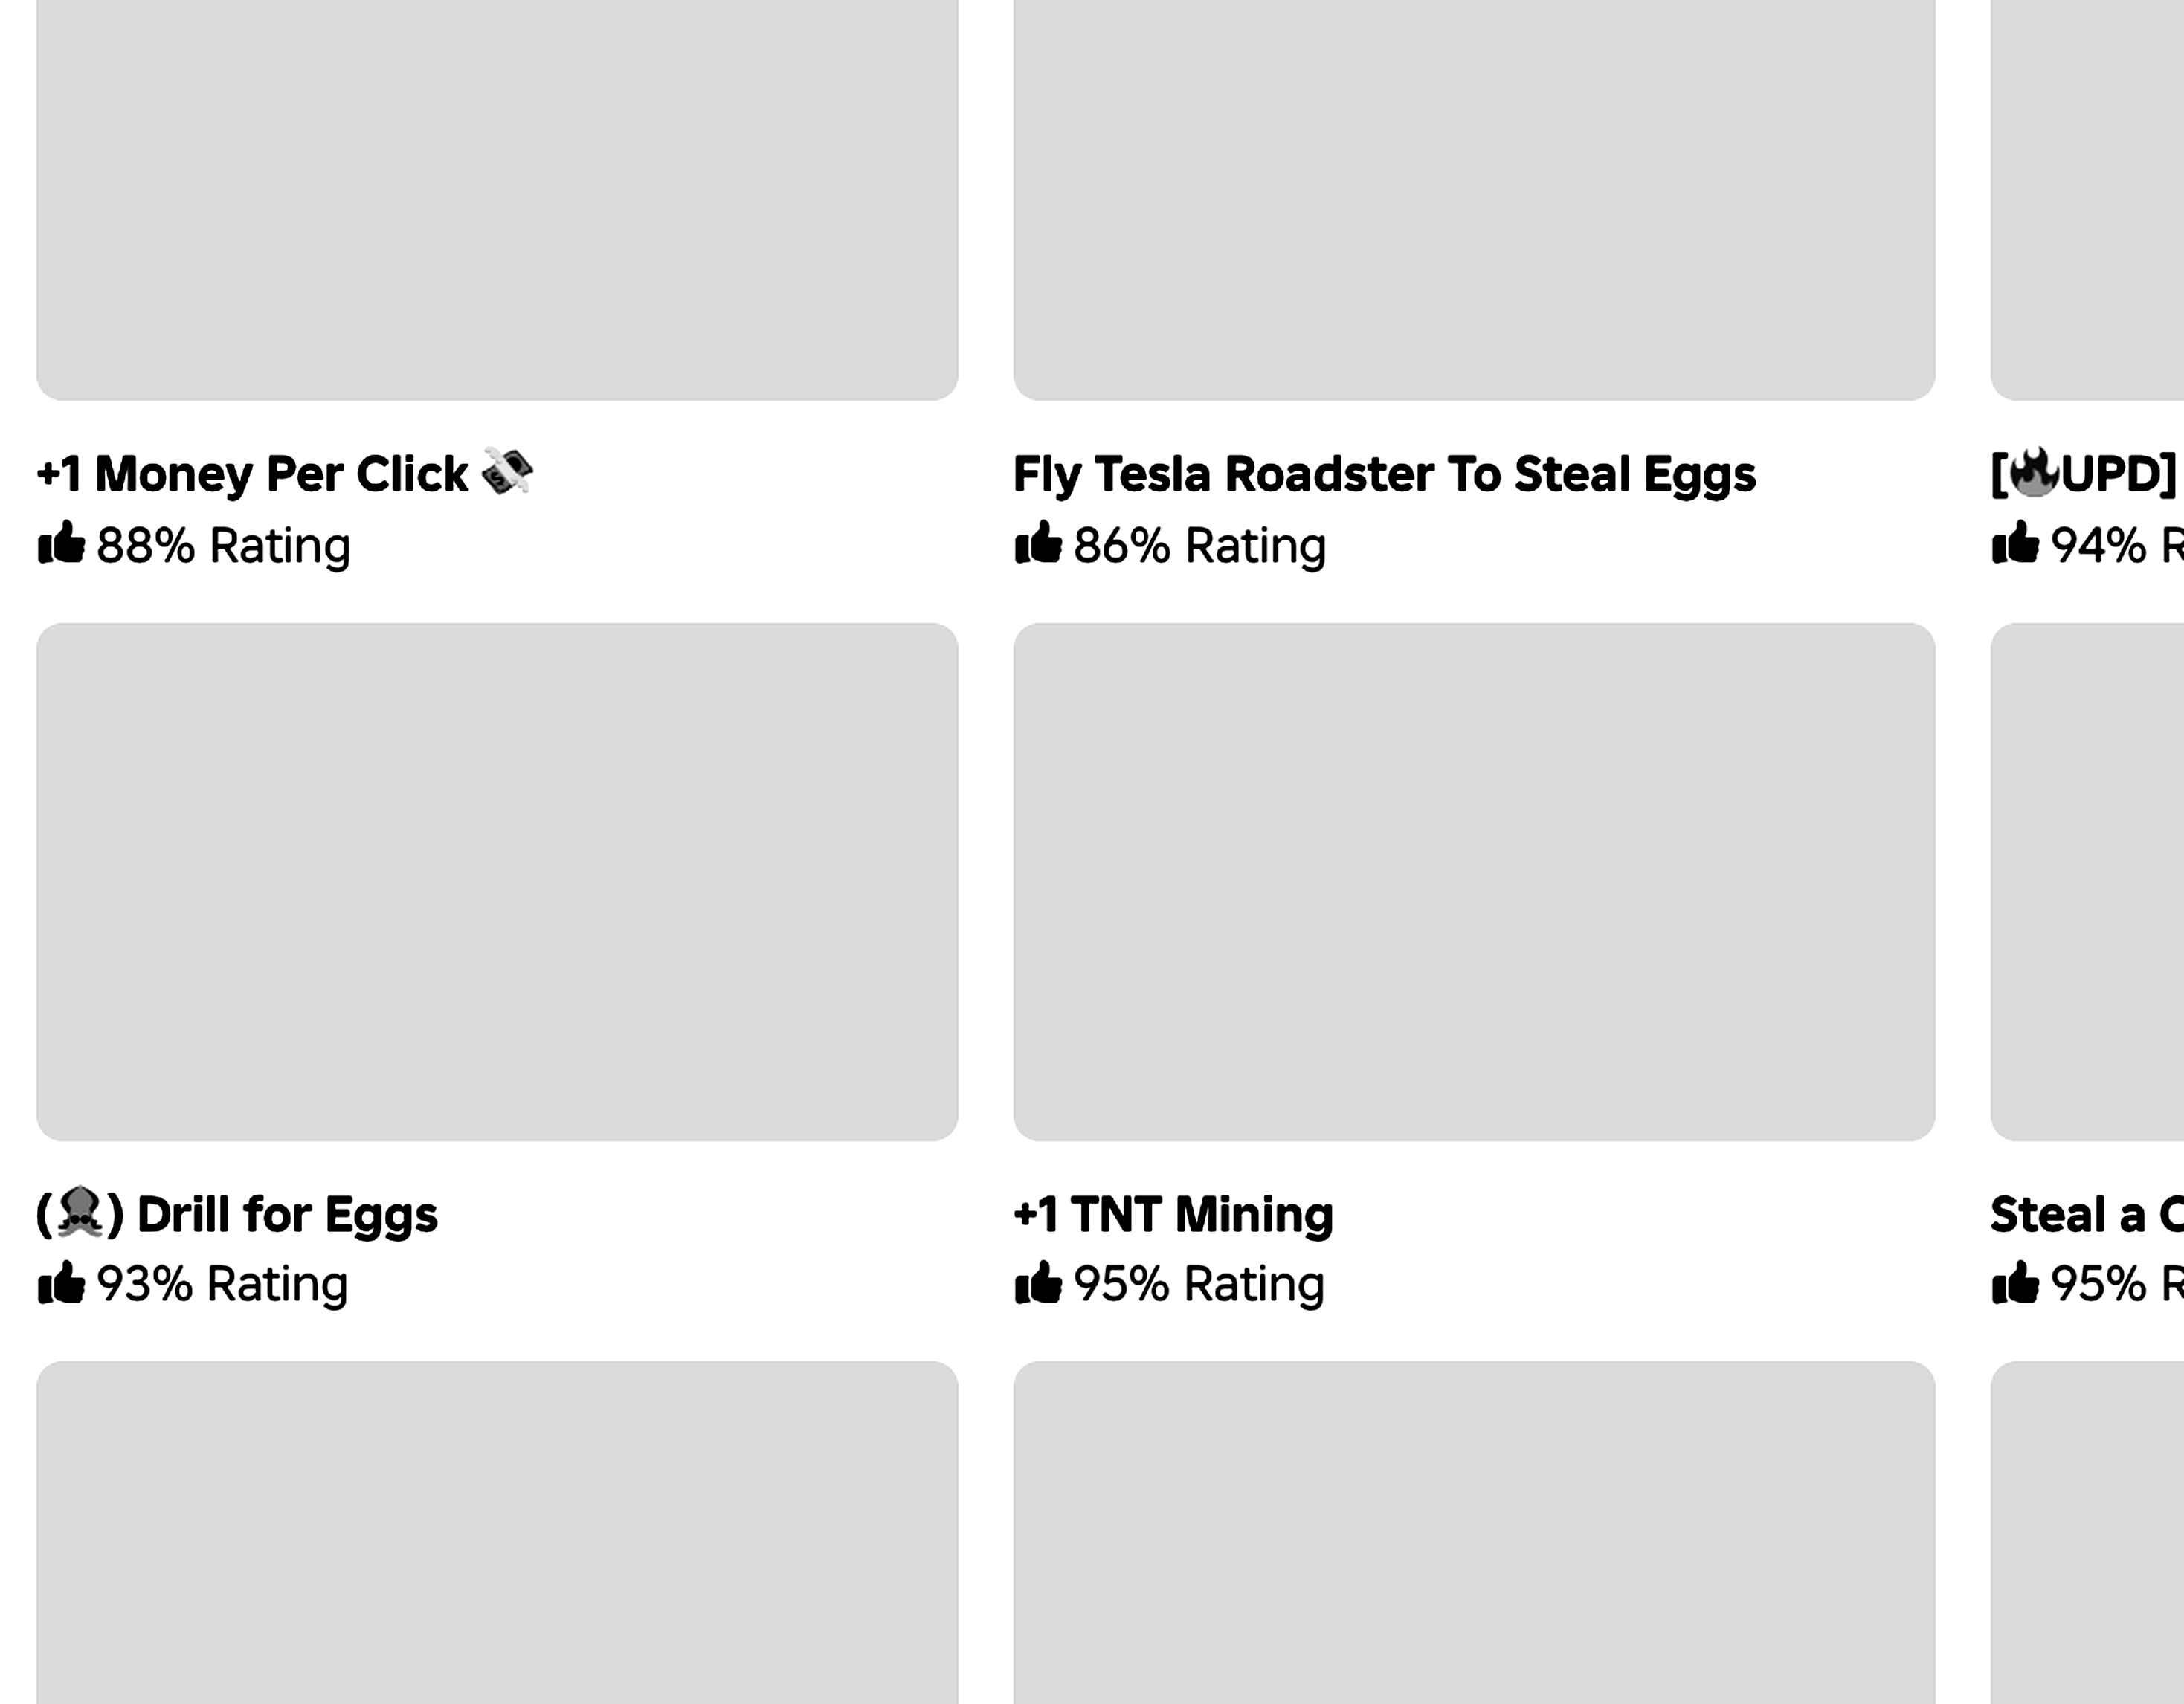 +1 Money Per Click 💸
👍 88% Rating
Fly Tesla Roadster To Steal Eggs
👍 86% Rating
[🔥UPD]
👍 94%
(🦑) Drill for Eggs
👍 93% Rating
+1 TNT Mining
👍 95% Rating
Steal a
👍 95%